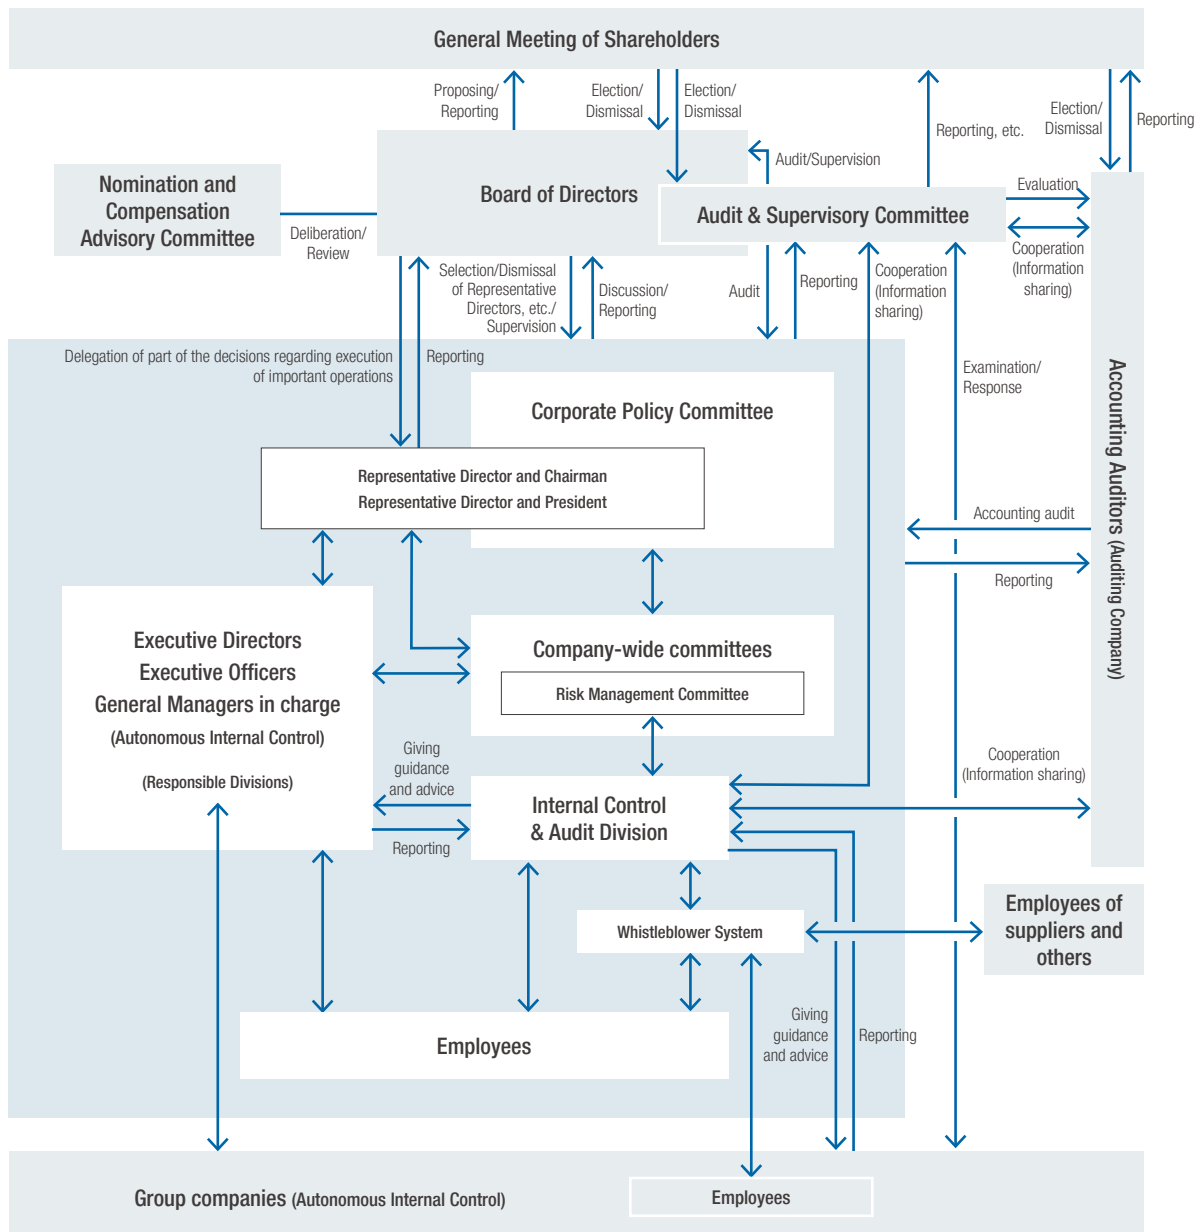 General Meeting of Shareholders
Proposing/
Reporting
Election/
Dismissal
Election/
Dismissal
Reporting, etc.
Election/
Dismissal
Reporting
Nomination and
Compensation
Advisory Committee
Deliberation/
Review
Board of Directors
Audit/Supervision
Audit & Supervisory Committee
Evaluation
Cooperation
(Information
sharing)
Selection/Dismissal
of Representative
Directors, etc./
Supervision
Discussion/
Reporting
Audit
Reporting
Cooperation
(Information
sharing)
Delegation of part of the decisions regarding execution
of important operations
Reporting
Examination/
Response
Accounting Auditors (Auditing Company)
Corporate Policy Committee
Representative Director and Chairman
Representative Director and President
Accounting audit
Reporting
Executive Directors
Executive Officers
General Managers in charge
(Autonomous Internal Control)
(Responsible Divisions)
Company-wide committees
Risk Management Committee
Giving
guidance
and advice
Reporting
Internal Control
& Audit Division
Cooperation
(Information sharing)
Whistleblower System
Employees of
suppliers and
others
Employees
Giving
guidance
and advice
Reporting
Group companies (Autonomous Internal Control)
Employees